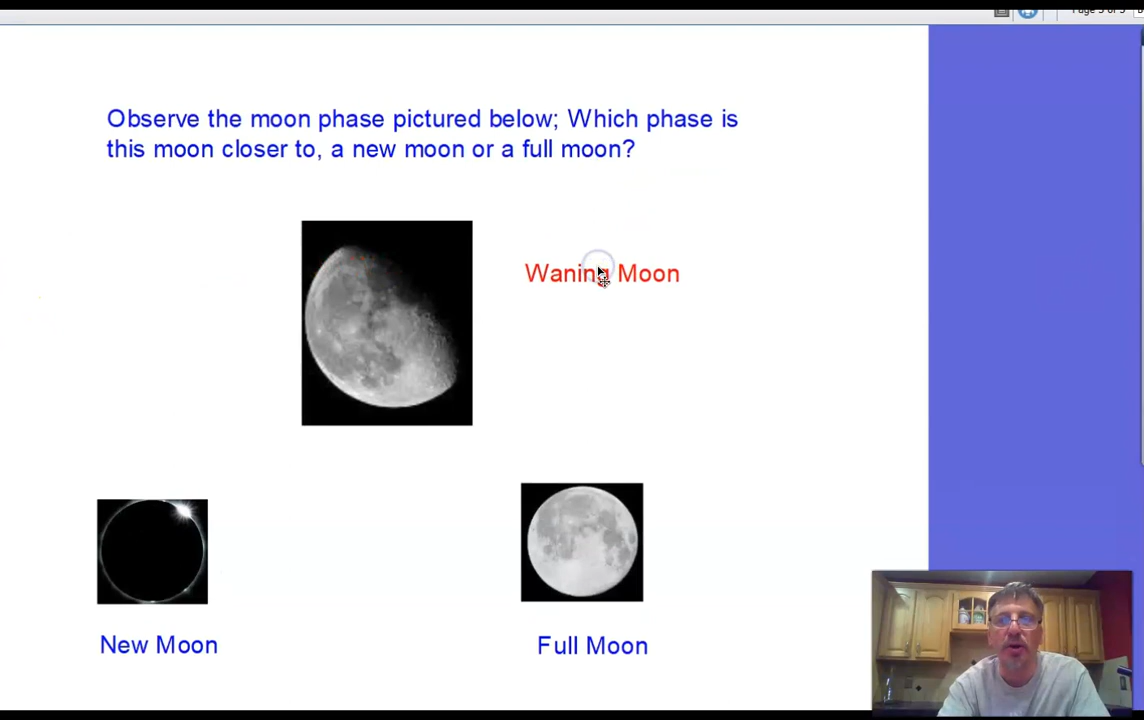 Observe the moon phase pictured below; Which phase is
this moon closer to, a new moon or a full moon?
Waning Moon
New Moon
Full Moon